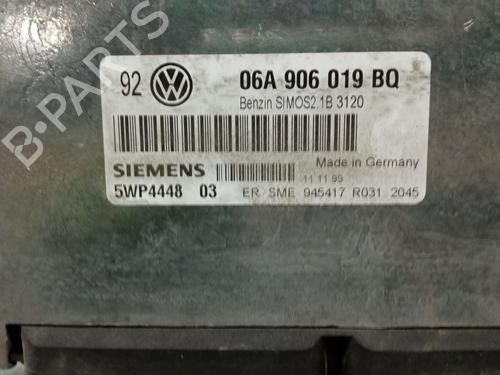 B-PARTS
92 06A 906 019 BQ
Benzin SIMOS2.1B 3120
SIEMENS Made in Germany
11.11.99
5WP4448 03 ER SME 945417 R031 2045